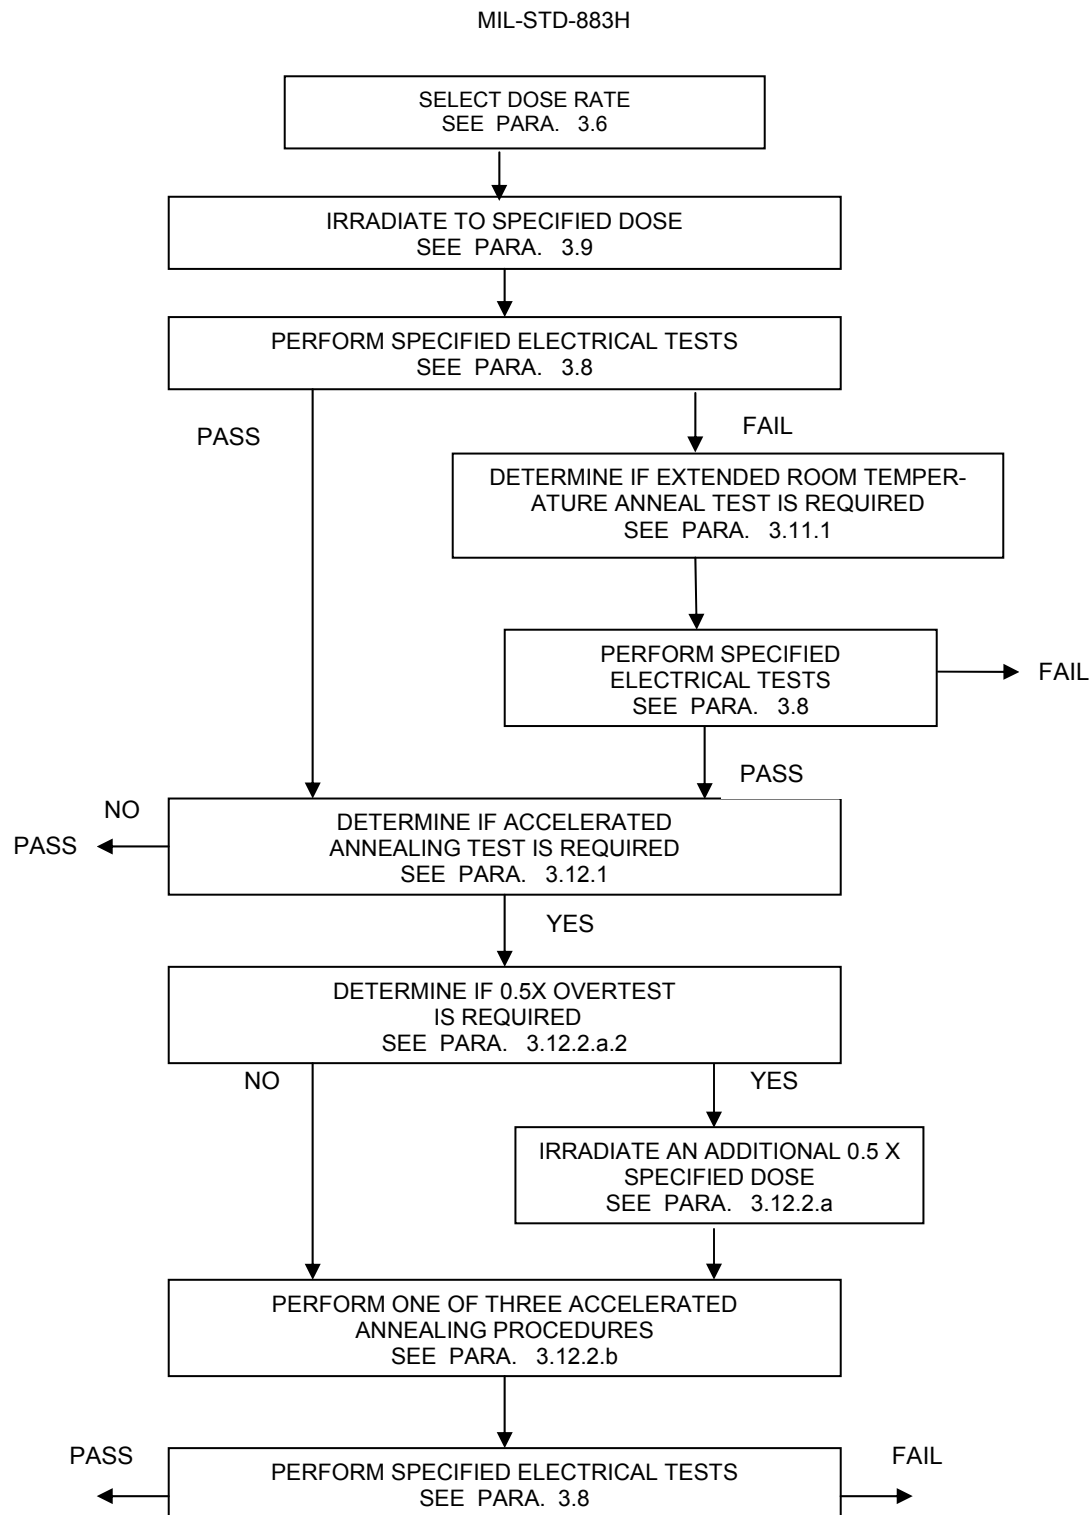 MIL-STD-883H
SELECT DOSE RATE
SEE PARA. 3.6
IRRADIATE TO SPECIFIED DOSE
SEE PARA. 3.9
PERFORM SPECIFIED ELECTRICAL TESTS
SEE PARA. 3.8
PASS
FAIL
DETERMINE IF EXTENDED ROOM TEMPER-
ATURE ANNEAL TEST IS REQUIRED
SEE PARA. 3.11.1
PERFORM SPECIFIED
ELECTRICAL TESTS
SEE PARA. 3.8
FAIL
PASS
NO
PASS
DETERMINE IF ACCELERATED
ANNEALING TEST IS REQUIRED
SEE PARA. 3.12.1
YES
DETERMINE IF 0.5X OVERTEST
IS REQUIRED
SEE PARA. 3.12.2.a.2
NO
YES
IRRADIATE AN ADDITIONAL 0.5 X
SPECIFIED DOSE
SEE PARA. 3.12.2.a
PERFORM ONE OF THREE ACCELERATED
ANNEALING PROCEDURES
SEE PARA. 3.12.2.b
PASS
FAIL
PERFORM SPECIFIED ELECTRICAL TESTS
SEE PARA. 3.8